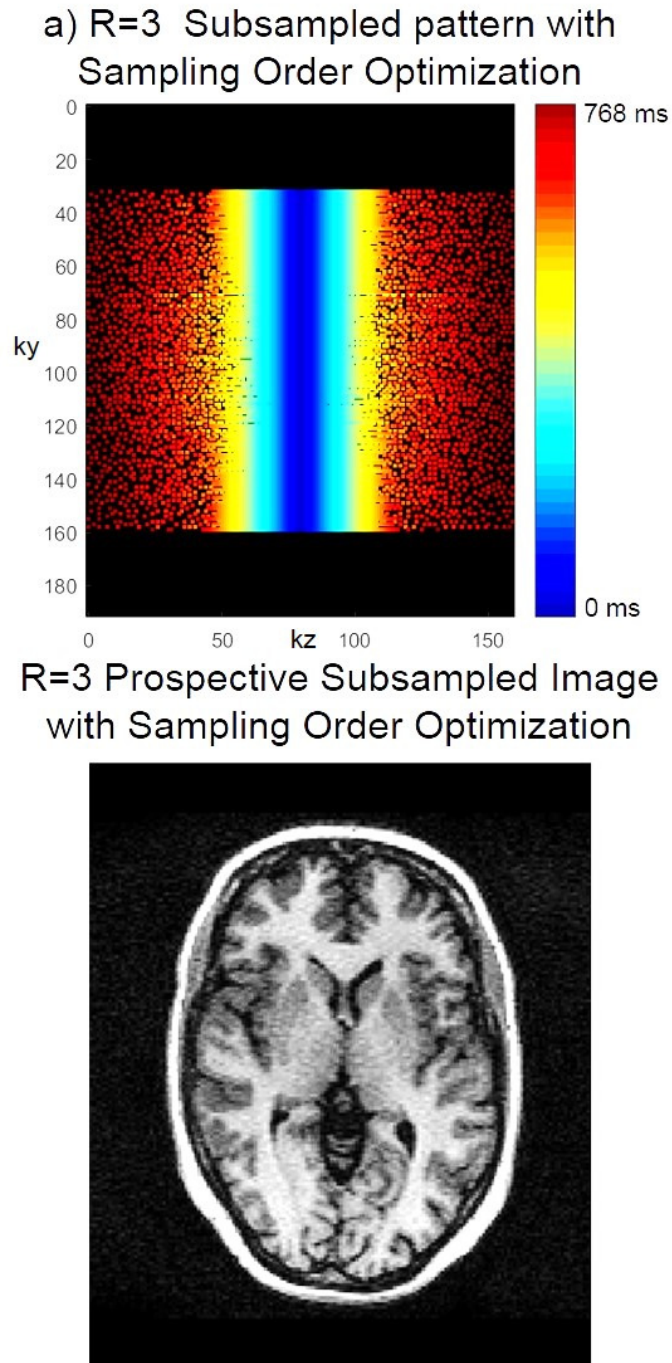 a) R=3 Subsampled pattern with
Sampling Order Optimization
0
20
40
60
80
100
120
140
160
180
ky
0
50
kz
100
150
768 ms
0 ms
R=3 Prospective Subsampled Image
with Sampling Order Optimization